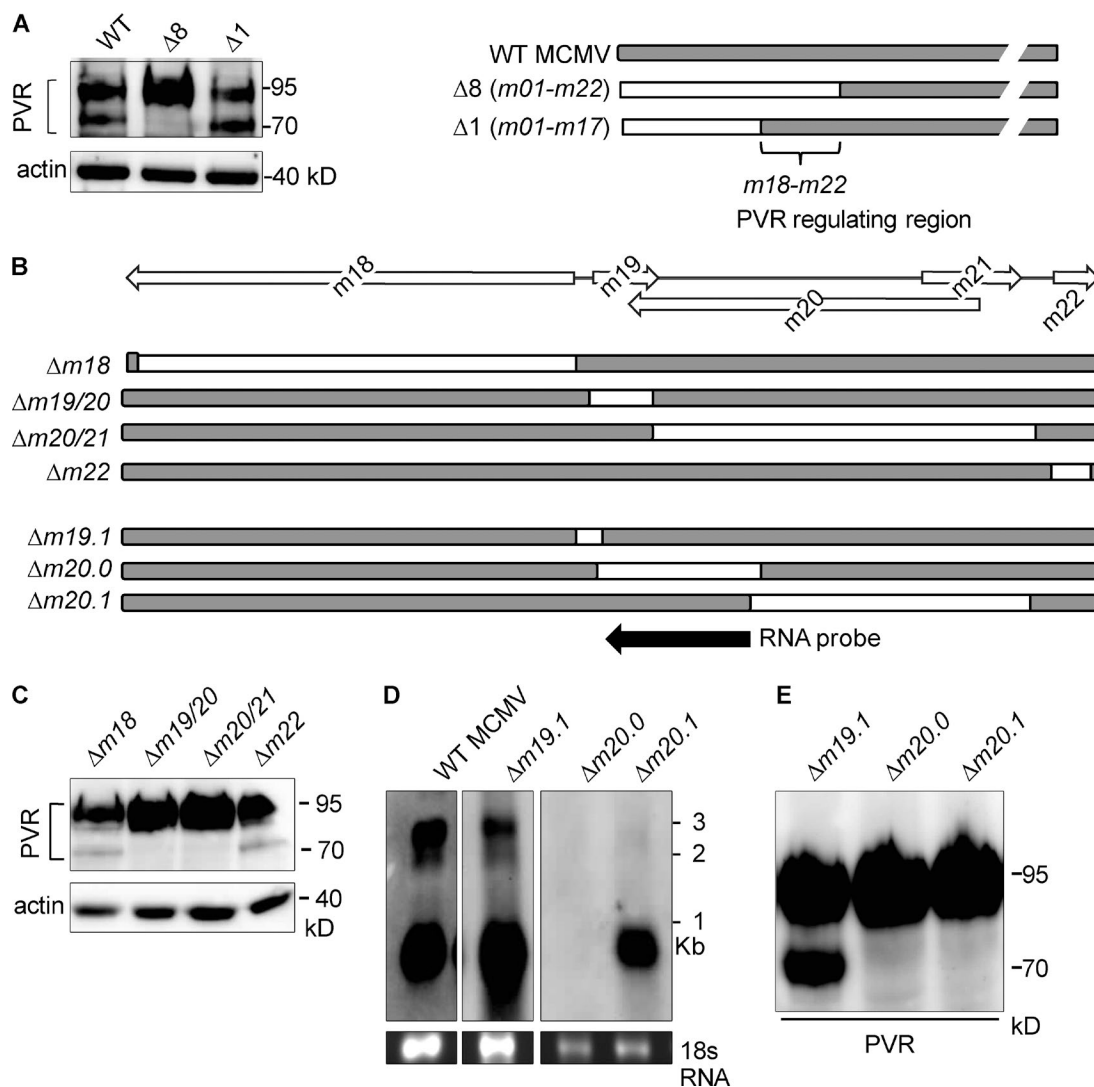 A
WT Δ8 Δ1
PVR
-95
-70
actin
-40 kD
WT MCMV
Δ8 (m01-m22)
Δ1 (m01-m17)
m18-m22
PVR regulating region
B
m18 m19 m20 m21 m22
Δm18
Δm19/20
Δm20/21
Δm22
Δm19.1
Δm20.0
Δm20.1
RNA probe
C
Δm18 Δm19/20 Δm20/21 Δm22
PVR
- 95
- 70
actin
- 40
kD
D
WT MCMV Δm19.1 Δm20.0 Δm20.1
- 3
- 2
- 1
Kb
18s
RNA
E
Δm19.1 Δm20.0 Δm20.1
-95
-70
kD
PVR